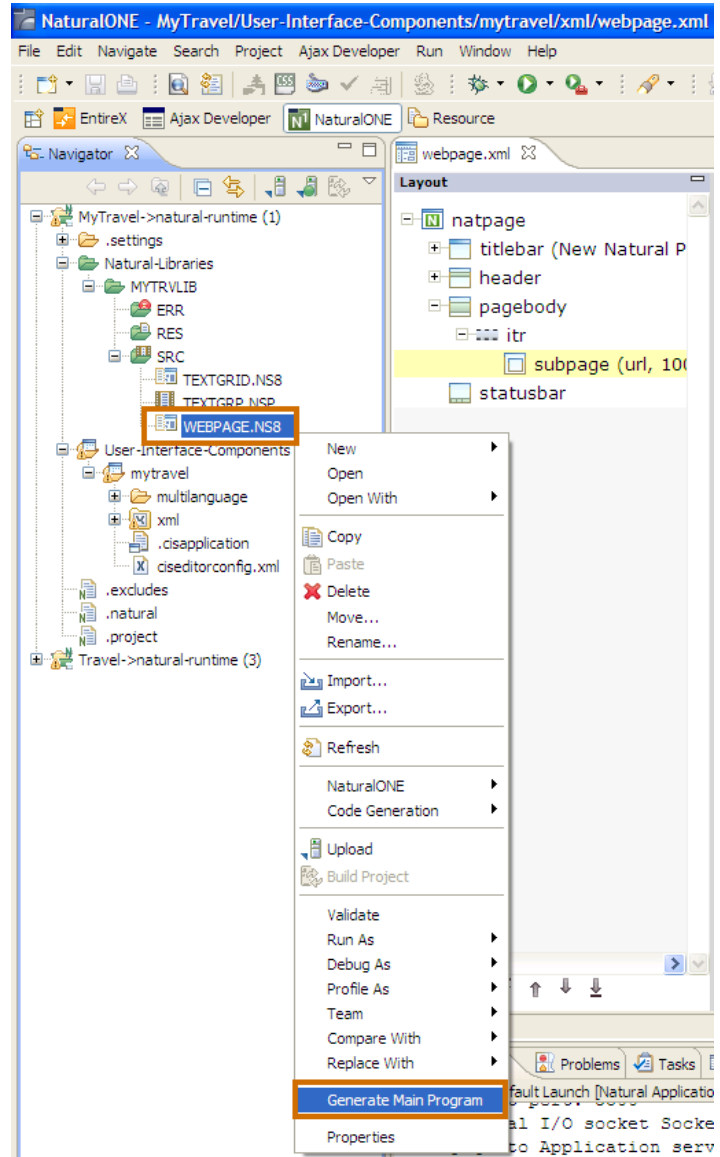 NaturalONE - MyTravel/User-Interface-Components/mytravel/xml/webpage.xml
File Edit Navigate Search Project Ajax Developer Run Window Help
EntireX Ajax Developer NaturalONE Resource
Navigator
webpage.xml
Layout
MyTravel->natural-runtime (1)
.settings
Natural-Libraries
MYTRVLIB
ERR
RES
SRC
TEXTGRID.NS8
TEXTGRP.NSP
WEBPAGE.NS8
User-Interface-Components
mytravel
multilanguage
xml
.cisapplication
ciseditorconfig.xml
.excludes
.natural
.project
Travel->natural-runtime (3)
natpage
titlebar (New Natural P
header
pagebody
itr
subpage (url, 100
statusbar
New
Open
Open With
Copy
Paste
Delete
Move...
Rename...
Import...
Export...
Refresh
NaturalONE
Code Generation
Upload
Build Project
Validate
Run As
Debug As
Profile As
Team
Compare With
Replace With
Generate Main Program
Properties
Problems Tasks
fault Launch [Natural Applicatio
al I/O socket Socke
to Application serv